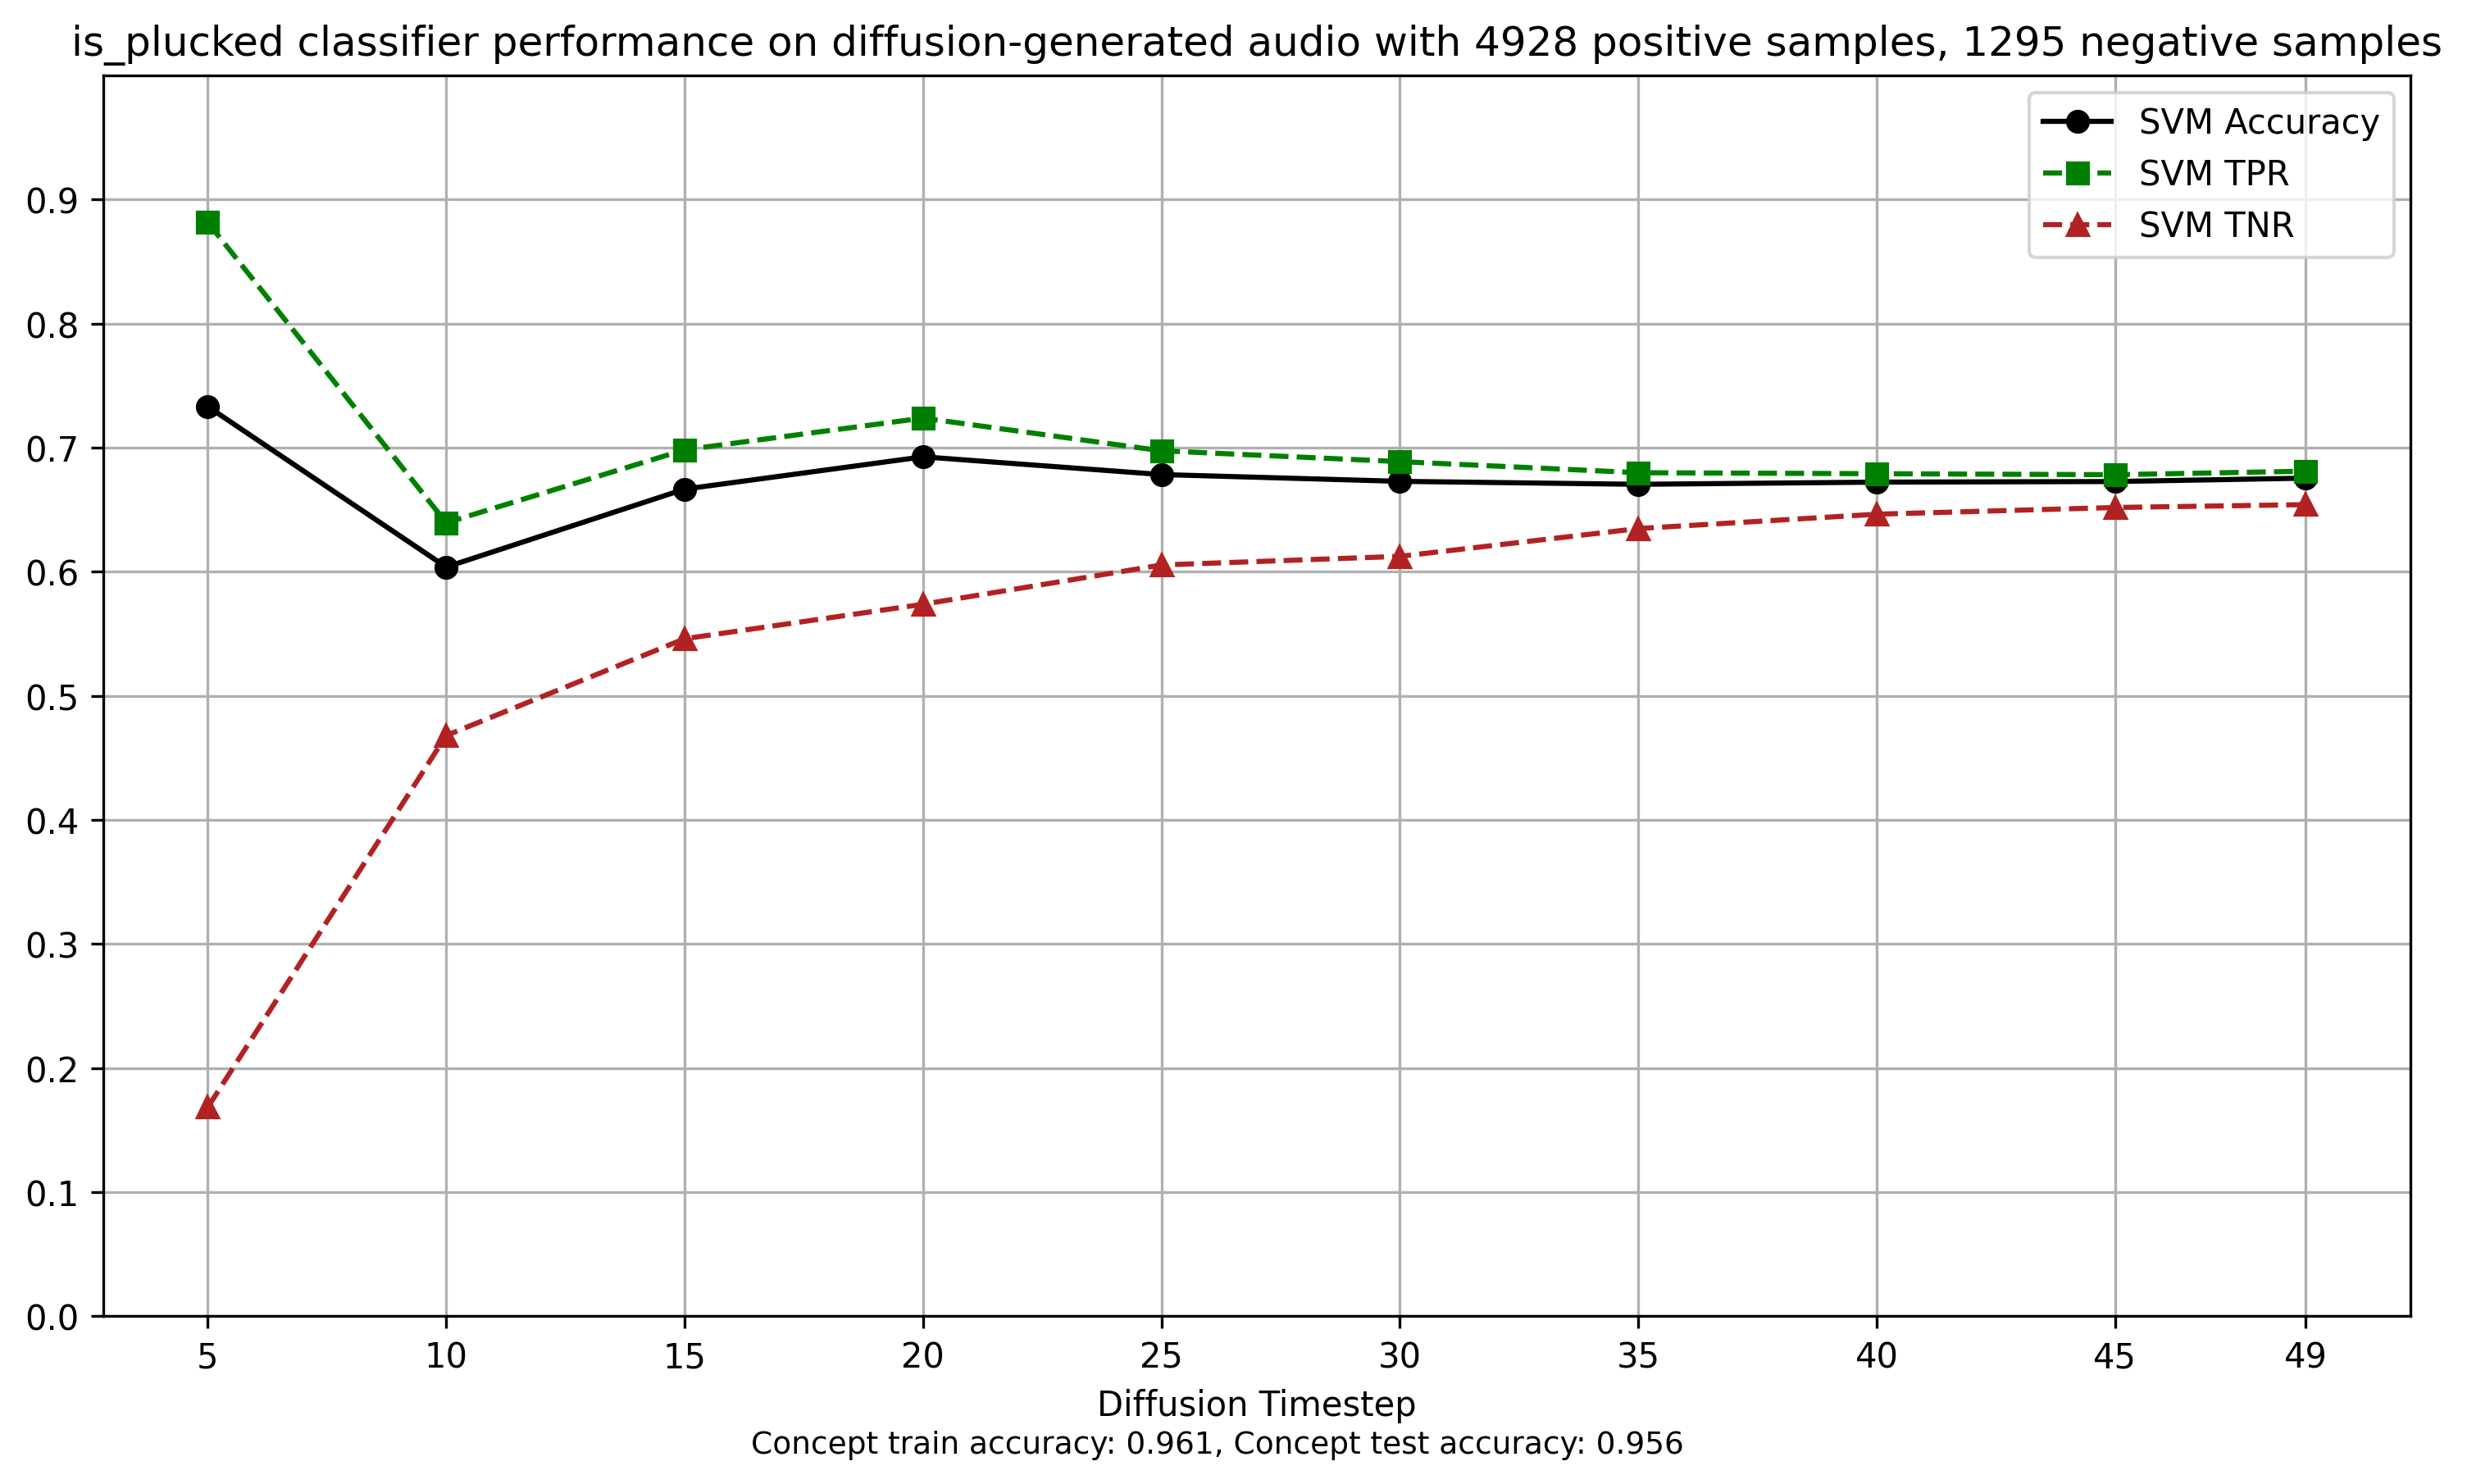 is_plucked classifier performance on diffusion-generated audio with 4928 positive samples, 1295 negative samples
SVM Accuracy
SVM TPR
SVM TNR
0.9
0.8
0.7
0.6
0.5
0.4
0.3
0.2
0.1
0.0
5 10 15 20 25 30 35 40 45 49
Diffusion Timestep
Concept train accuracy: 0.961, Concept test accuracy: 0.956